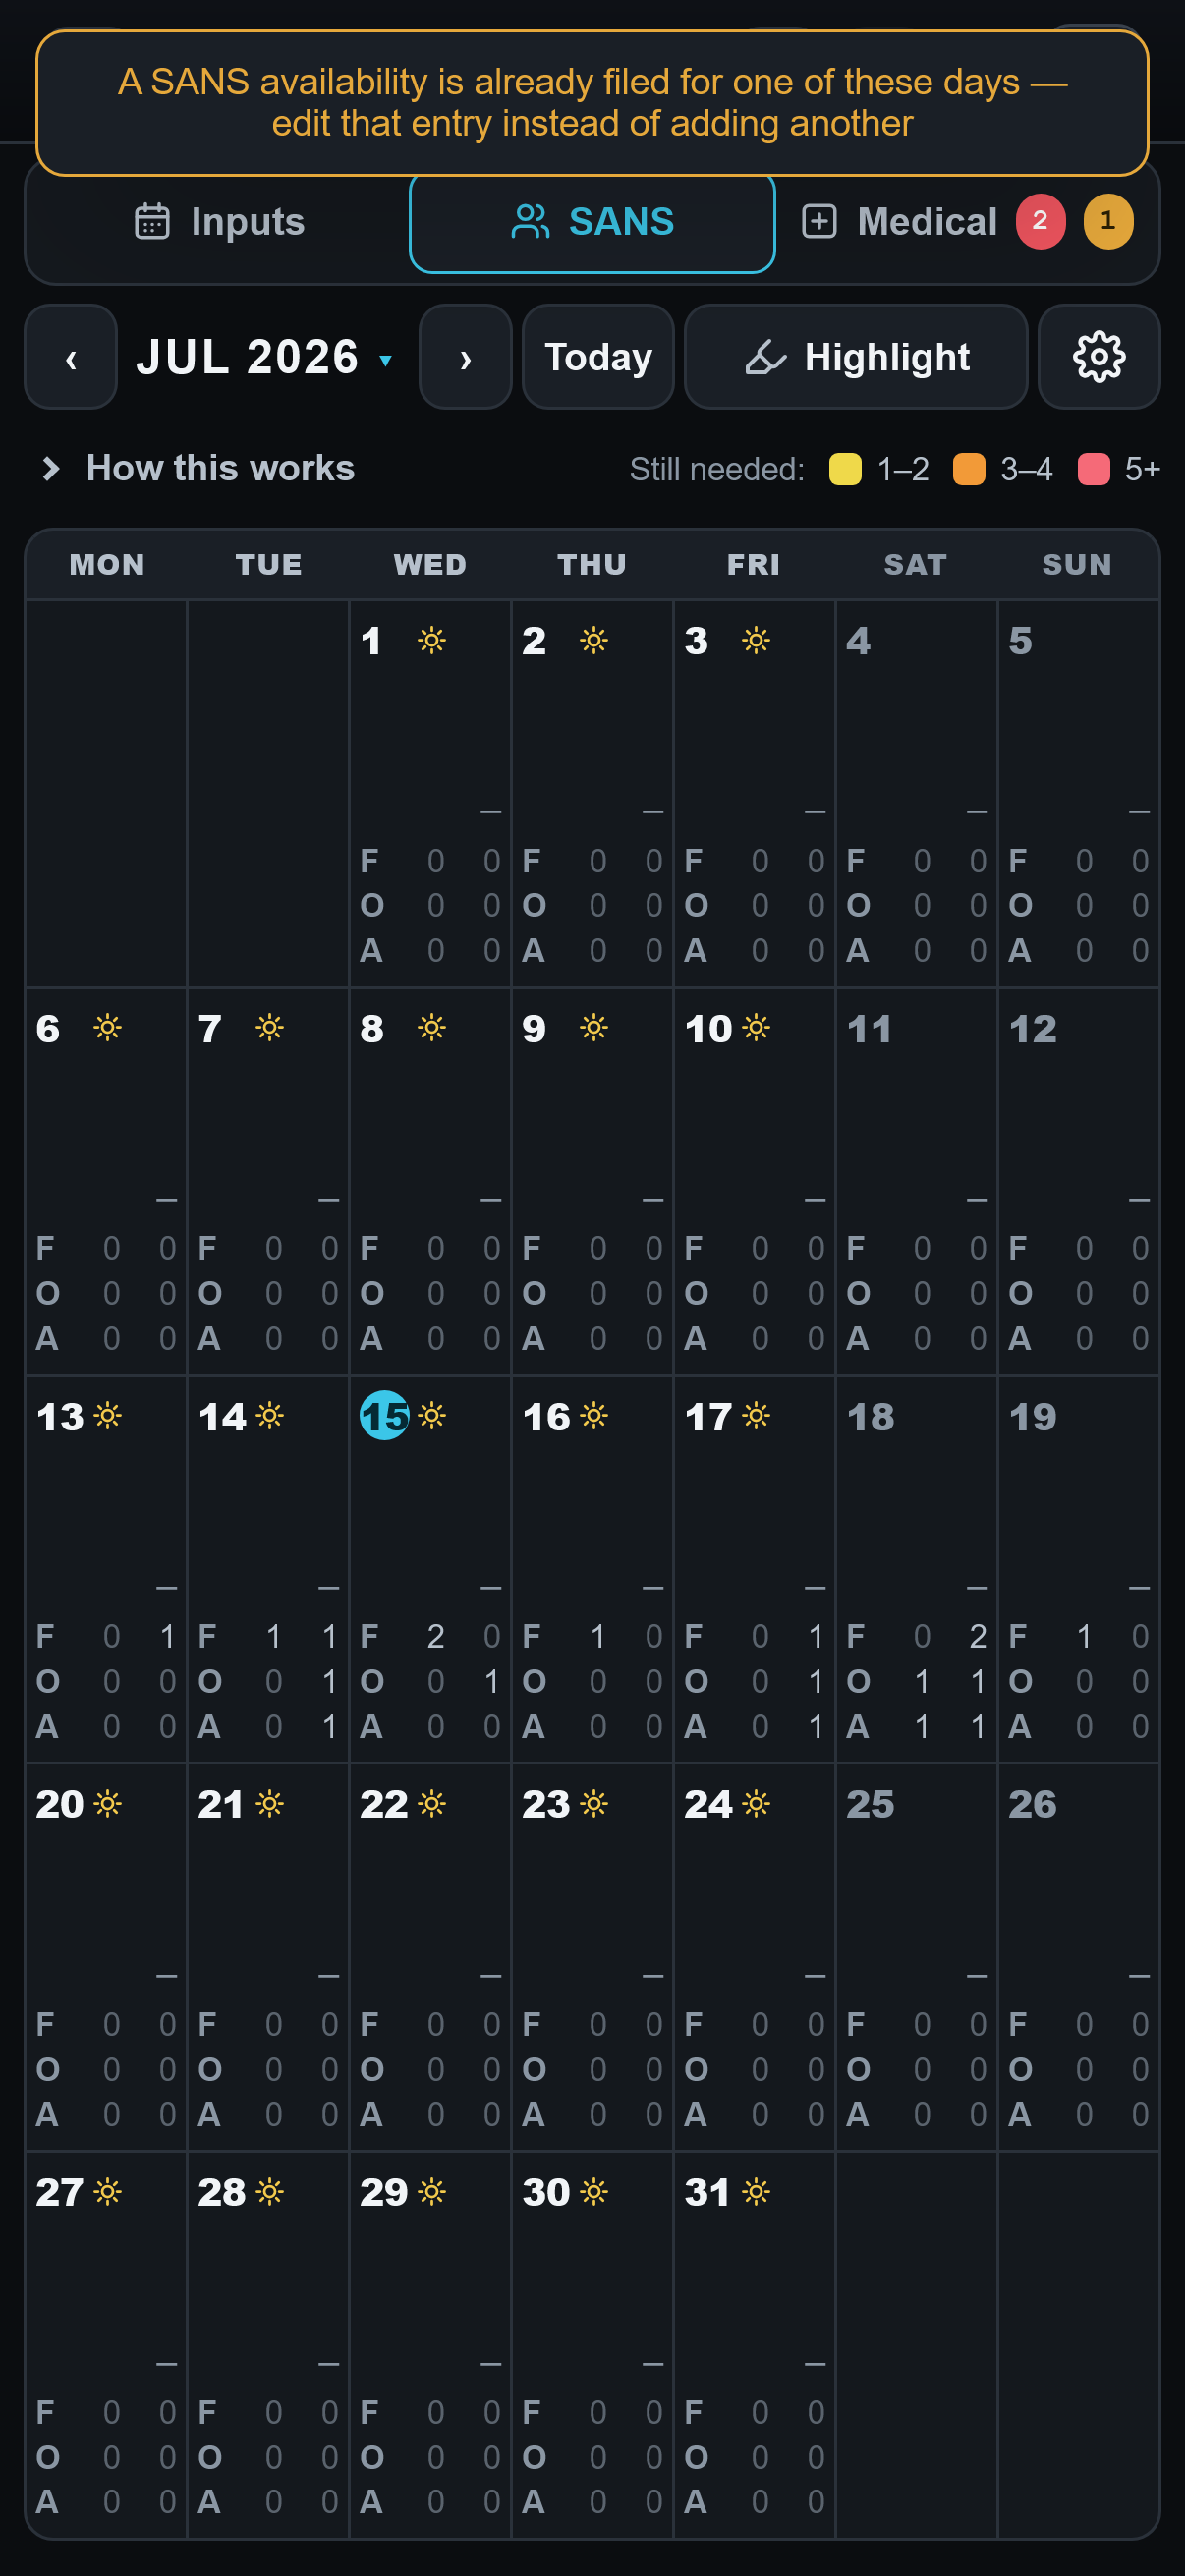 A SANS availability is already filed for one of these days —
edit that entry instead of adding another
Inputs SANS Medical 2 1
‹ JUL 2026 ▾ › Today Highlight
How this works Still needed: 1–2 3–4 5+
MON TUE WED THU FRI SAT SUN
1 2 3 4 5
– – – – –
F 0 0 F 0 0 F 0 0 F 0 0 F 0 0
O 0 0 O 0 0 O 0 0 O 0 0 O 0 0
A 0 0 A 0 0 A 0 0 A 0 0 A 0 0
6 7 8 9 10 11 12
– – – – – – –
F 0 0 F 0 0 F 0 0 F 0 0 F 0 0 F 0 0 F 0 0
O 0 0 O 0 0 O 0 0 O 0 0 O 0 0 O 0 0 O 0 0
A 0 0 A 0 0 A 0 0 A 0 0 A 0 0 A 0 0 A 0 0
13 14 15 16 17 18 19
– – – – – – –
F 0 1 F 1 1 F 2 0 F 1 0 F 0 1 F 0 2 F 1 0
O 0 0 O 0 1 O 0 1 O 0 0 O 0 1 O 1 1 O 0 0
A 0 0 A 0 1 A 0 0 A 0 0 A 0 1 A 1 1 A 0 0
20 21 22 23 24 25 26
– – – – – – –
F 0 0 F 0 0 F 0 0 F 0 0 F 0 0 F 0 0 F 0 0
O 0 0 O 0 0 O 0 0 O 0 0 O 0 0 O 0 0 O 0 0
A 0 0 A 0 0 A 0 0 A 0 0 A 0 0 A 0 0 A 0 0
27 28 29 30 31
– – – – –
F 0 0 F 0 0 F 0 0 F 0 0 F 0 0
O 0 0 O 0 0 O 0 0 O 0 0 O 0 0
A 0 0 A 0 0 A 0 0 A 0 0 A 0 0